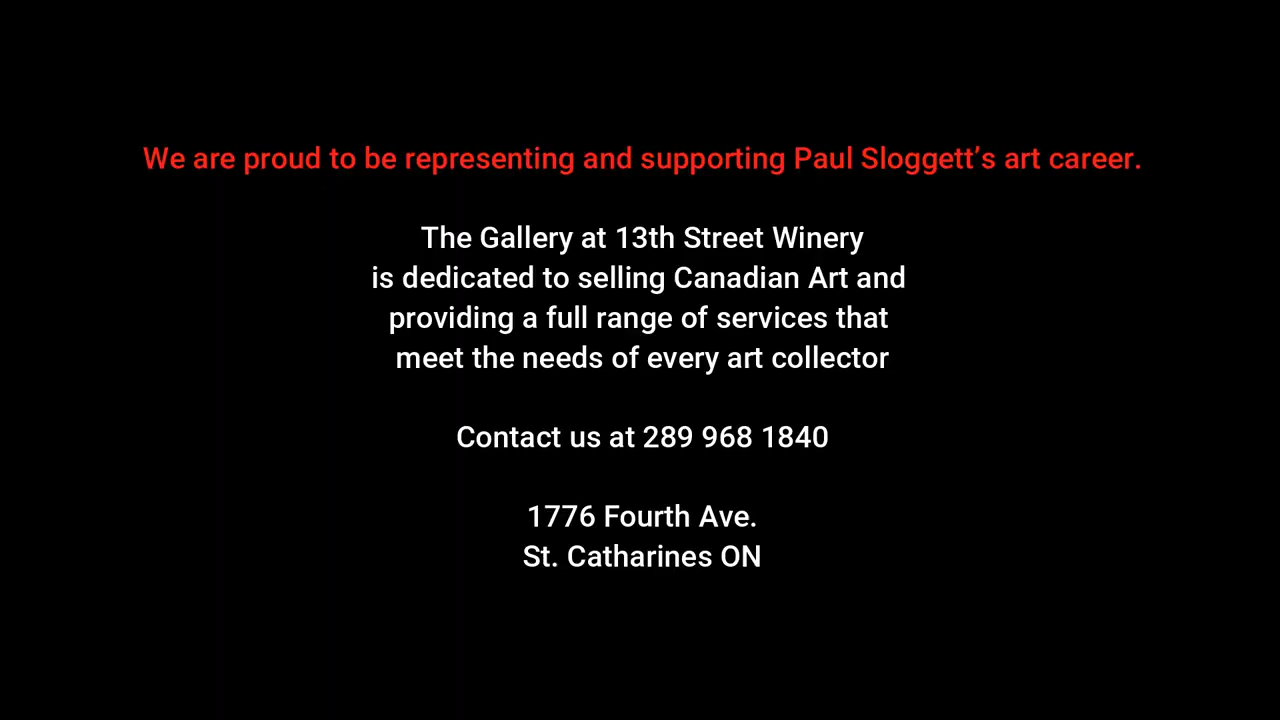 We are proud to be representing and supporting Paul Sloggett’s art career.
The Gallery at 13th Street Winery
is dedicated to selling Canadian Art and
providing a full range of services that
meet the needs of every art collector
Contact us at 289 968 1840
1776 Fourth Ave.
St. Catharines ON